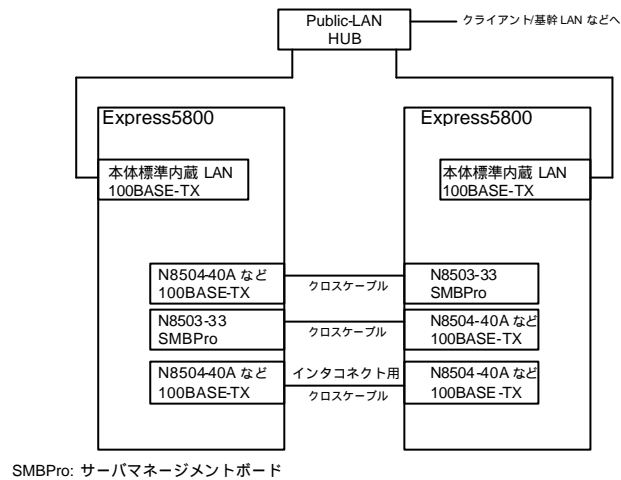 Public-LAN
HUB
クライアント/基幹 LAN などへ
Express5800
Express5800
本体標準内蔵 LAN
100BASE-TX
本体標準内蔵 LAN
100BASE-TX
N8504-40A など
100BASE-TX
クロスケーブル
N8503-33
SMBPro
N8503-33
SMBPro
クロスケーブル
N8504-40A など
100BASE-TX
N8504-40A など
100BASE-TX
インタコネクト用
クロスケーブル
N8504-40A など
100BASE-TX
SMBPro: サーバマネージメントボード